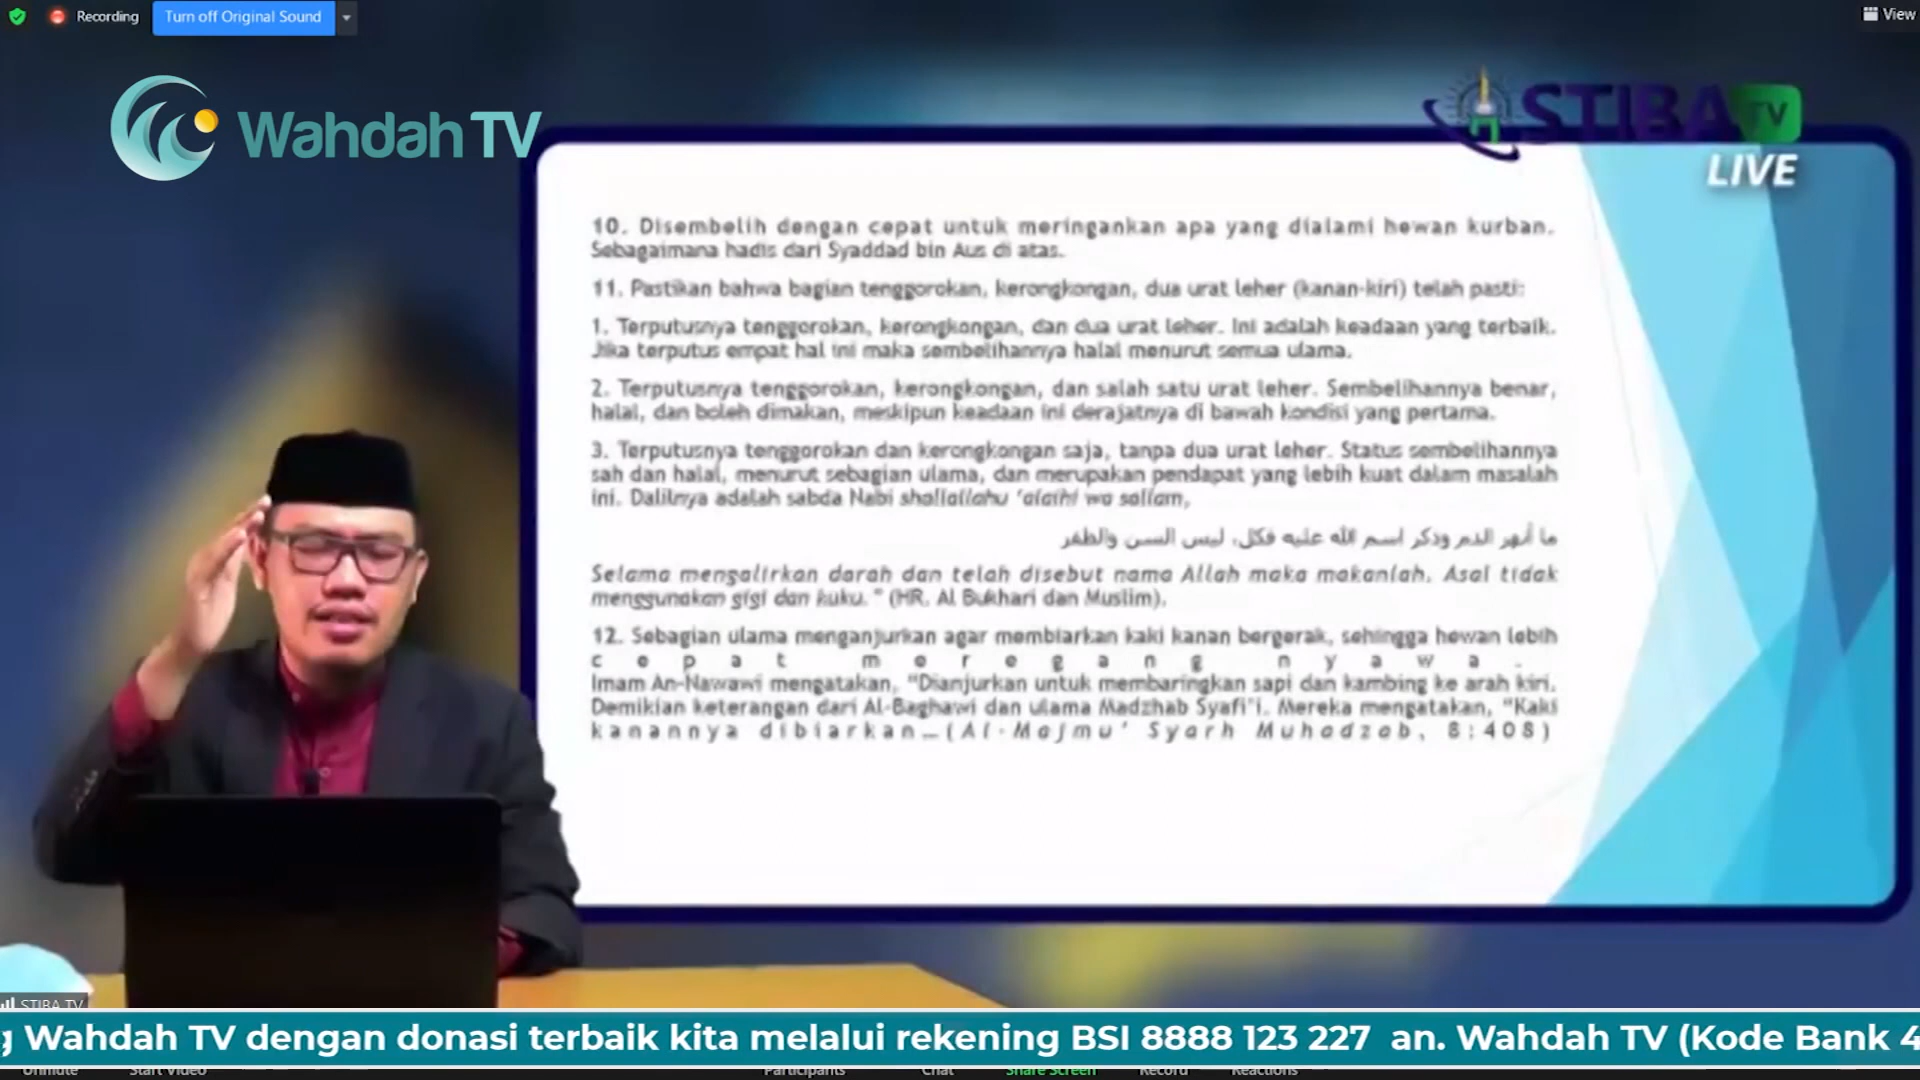 Recording
Turn off Original Sound
View
Wahdah TV
STIBA TV
LIVE
10. Disembelih dengan cepat untuk meringankan apa yang dialami hewan kurban.
Sebagaimana hadis dari Syaddad bin Aus di atas.
11. Pastikan bahwa bagian tenggorokan, kerongkongan, dua urat leher (kanan-kiri) telah pasti:
1. Terputusnya tenggorokan, kerongkongan, dan dua urat leher. Ini adalah keadaan yang terbaik.
Jika terputus empat hal ini maka sembelihannya halal menurut semua ulama.
2. Terputusnya tenggorokan, kerongkongan, dan salah satu urat leher. Sembelihannya benar,
halal, dan boleh dimakan, meskipun keadaan ini derajatnya di bawah kondisi yang pertama.
3. Terputusnya tenggorokan dan kerongkongan saja, tanpa dua urat leher. Status sembelihannya
sah dan halal, menurut sebagian ulama, dan merupakan pendapat yang lebih kuat dalam masalah
ini. Dalilnya adalah sabda Nabi shallallahu 'alaihi wa sallam,
ما أنهر الدم وذكر اسم الله عليه فكل، ليس السن والظفر
Selama mengalirkan darah dan telah disebut nama Allah maka makanlah. Asal tidak
menggunakan gigi dan kuku." (HR. Al Bukhari dan Muslim).
12. Sebagian ulama menganjurkan agar membiarkan kaki kanan bergerak, sehingga hewan lebih
cepat meregang nyawa.
Imam An-Nawawi mengatakan, "Dianjurkan untuk membaringkan sapi dan kambing ke arah kiri.
Demikian keterangan dari Al-Baghawi dan ulama Madzhab Syafi'i. Mereka mengatakan, "Kaki
kanannya dibiarkan…(Al-Majmu' Syarh Muhadzab, 8:408)
STIBA TV
g Wahdah TV dengan donasi terbaik kita melalui rekening BSI 8888 123 227 an. Wahdah TV (Kode Bank 4
Unmute Start Video Participants Chat Share Screen Record Reactions